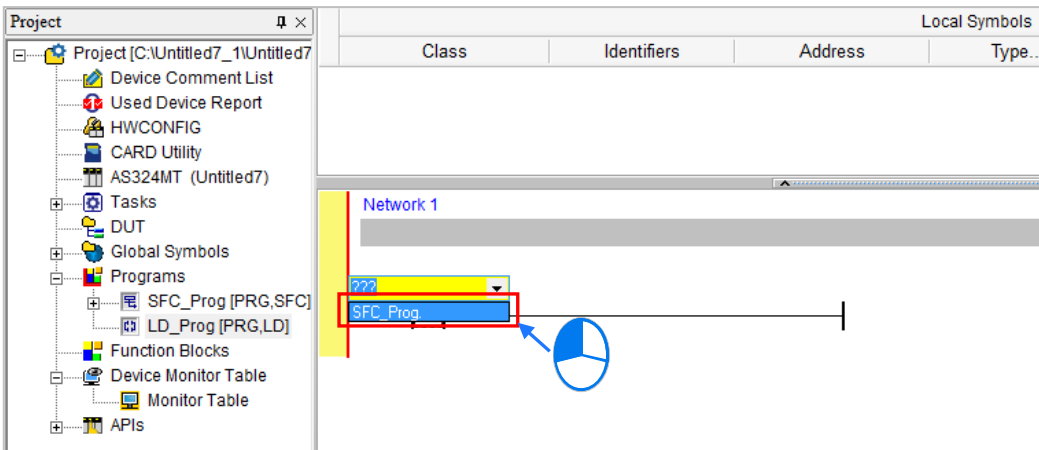 Project
Project [C:\Untitled7_1\Untitled7
Device Comment List
Used Device Report
HWCONFIG
CARD Utility
AS324MT (Untitled7)
Tasks
DUT
Global Symbols
Programs
SFC_Prog [PRG,SFC]
LD_Prog [PRG,LD]
Function Blocks
Device Monitor Table
Monitor Table
APIs
Local Symbols
Class Identifiers Address Type..
Network 1
???
SFC_Prog.